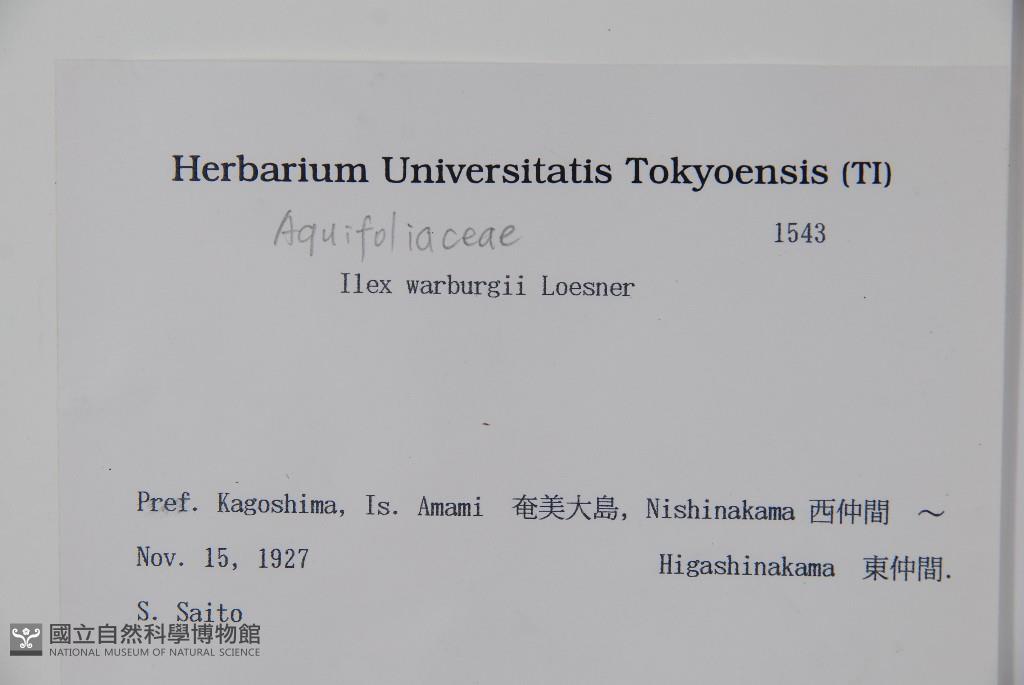 Herbarium Universitatis Tokyoensis (TI)
Aquifoliaceae 1543
Ilex warburgii Loesner
Pref. Kagoshima, Is. Amami 奄美大島, Nishinakama 西仲間 ～
Nov. 15, 1927 Higashinakama 東仲間.
S. Saito
國立自然科學博物館
NATIONAL MUSEUM OF NATURAL SCIENCE